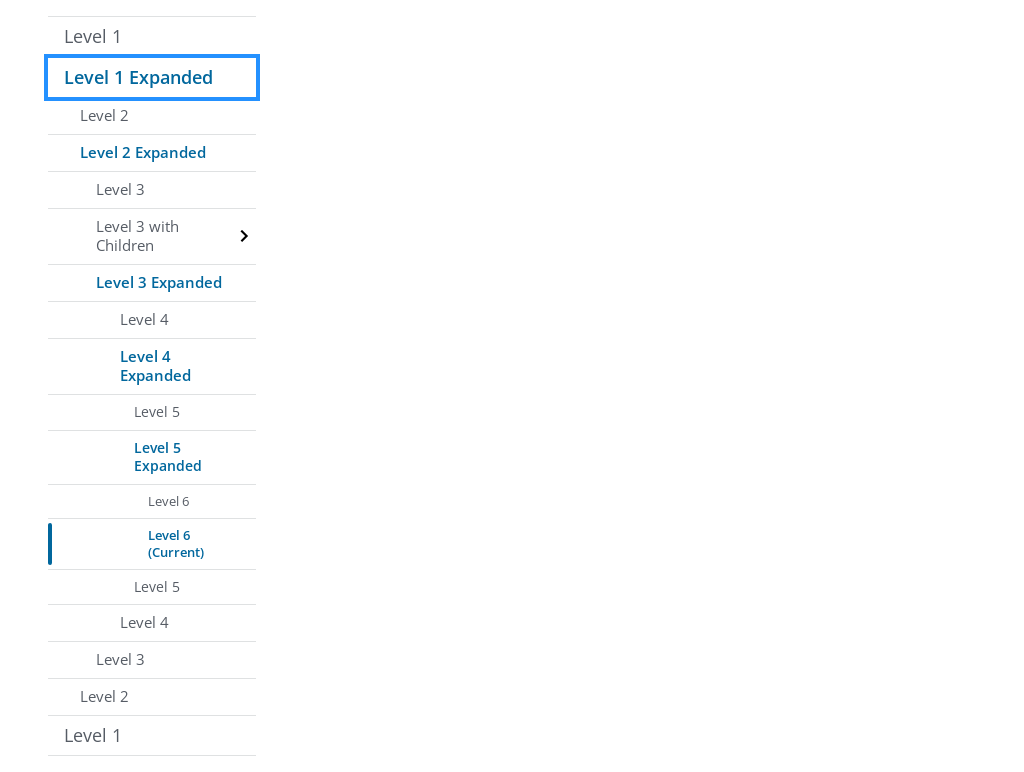 Level 1
Level 1 Expanded
Level 2
Level 2 Expanded
Level 3
Level 3 with
Children
Level 3 Expanded
Level 4
Level 4
Expanded
Level 5
Level 5
Expanded
Level 6
Level 6
(Current)
Level 5
Level 4
Level 3
Level 2
Level 1